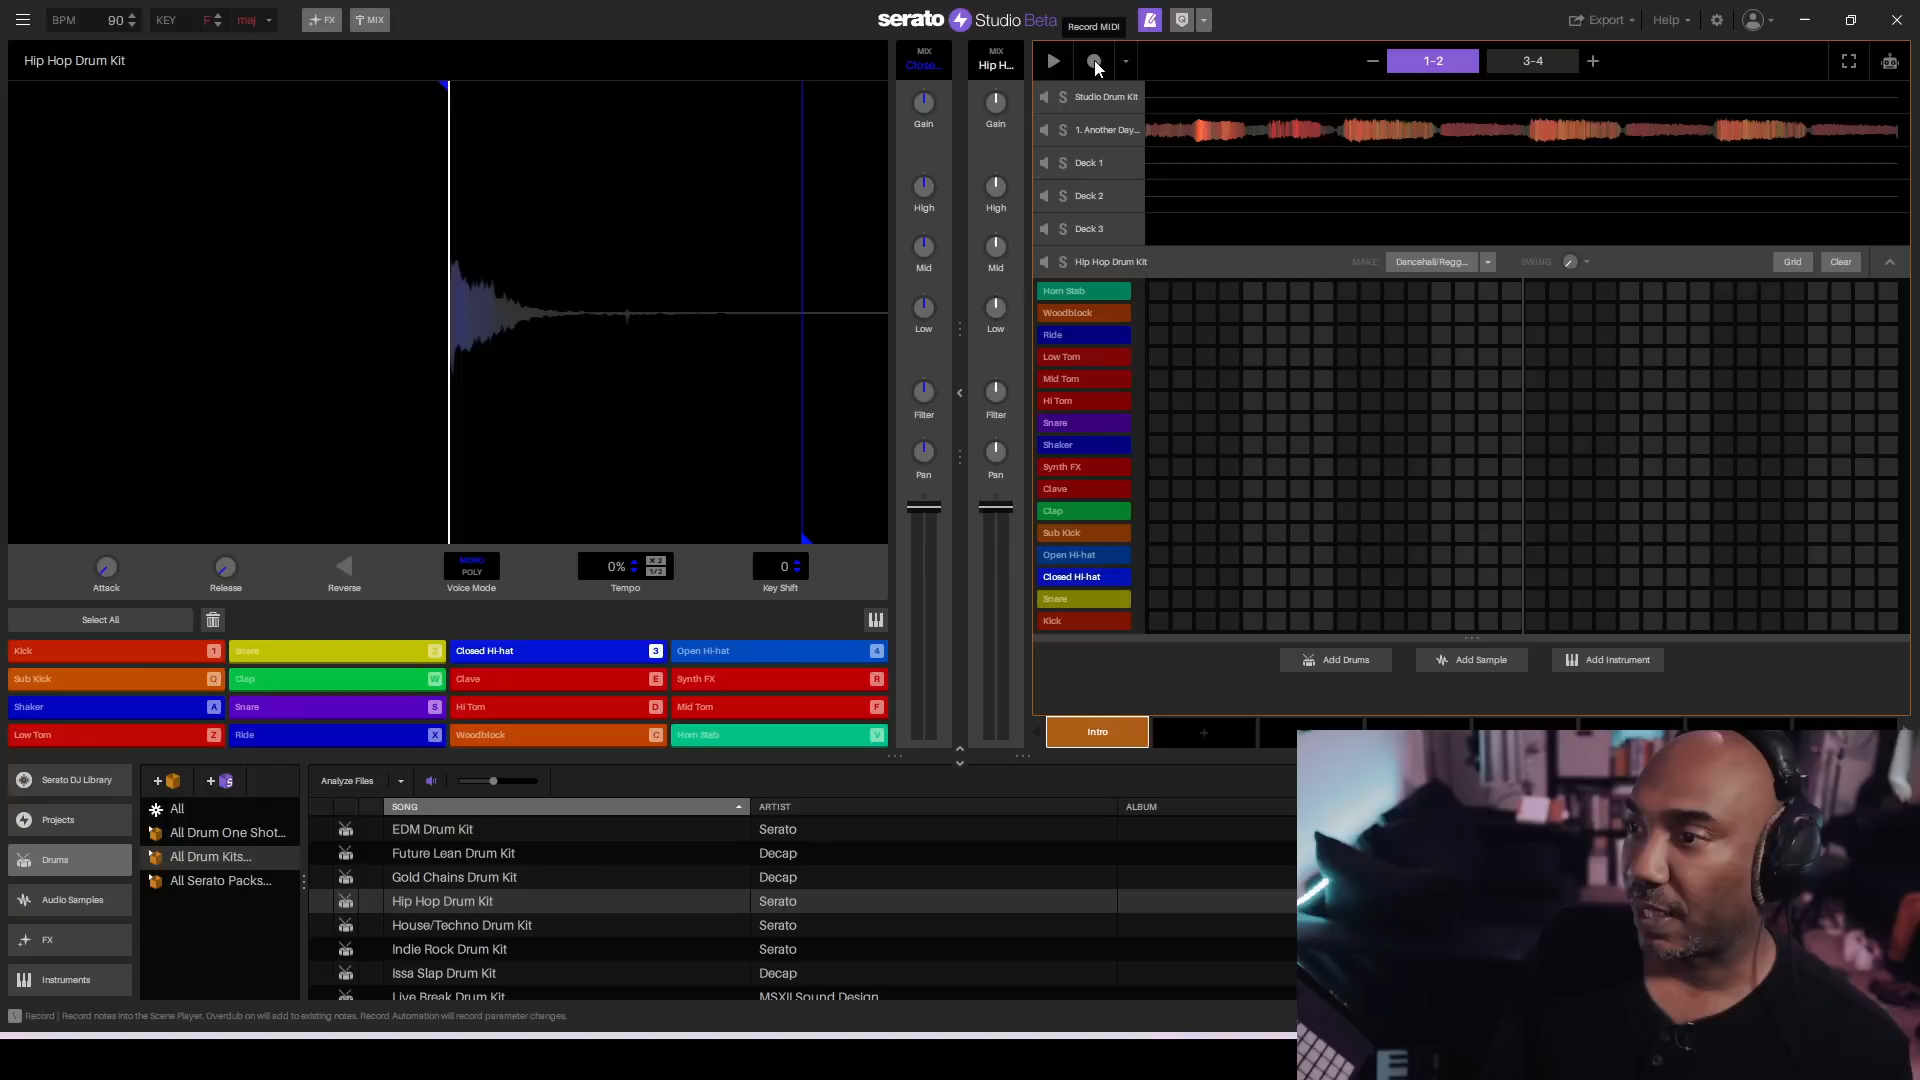 BPM 90 KEY F maj FX MIX
serato Studio Beta
Record MIDI
Export Help
Hip Hop Drum Kit
MIX
Close...
MIX
Hip H...
Gain
High
Mid
Low
Filter
Pan
Gain
High
Mid
Low
Filter
Pan
1-2 3-4
S Studio Drum Kit
S 1. Another Day...
S Deck 1
S Deck 2
S Deck 3
S Hip Hop Drum Kit MAKE Dancehall/Regg... SWING Grid Clear
Horn Stab
Woodblock
Ride
Low Tom
Mid Tom
Hi Tom
Snare
Shaker
Synth FX
Clave
Clap
Sub Kick
Open Hi-hat
Closed Hi-hat
Snare
Kick
Add Drums Add Sample Add Instrument
Intro
MONO
POLY
0% X 2
1/2
0
Attack Release Reverse Voice Mode Tempo Key Shift
Select All
Kick 1 Snare 2 Closed Hi-hat 3 Open Hi-hat 4
Sub Kick Q Clap W Clave E Synth FX R
Shaker A Snare S Hi Tom D Mid Tom F
Low Tom Z Ride X Woodblock C Horn Stab V
Serato DJ Library
Projects
Drums
Audio Samples
FX
Instruments
All
All Drum One Shot...
All Drum Kits...
All Serato Packs...
Analyze Files
SONG ARTIST ALBUM
EDM Drum Kit Serato
Future Lean Drum Kit Decap
Gold Chains Drum Kit Decap
Hip Hop Drum Kit Serato
House/Techno Drum Kit Serato
Indie Rock Drum Kit Serato
Issa Slap Drum Kit Decap
Live Break Drum Kit MSXII Sound Design
\ Record | Record notes into the Scene Player. Overdub on will add to existing notes. Record Automation will record parameter changes.